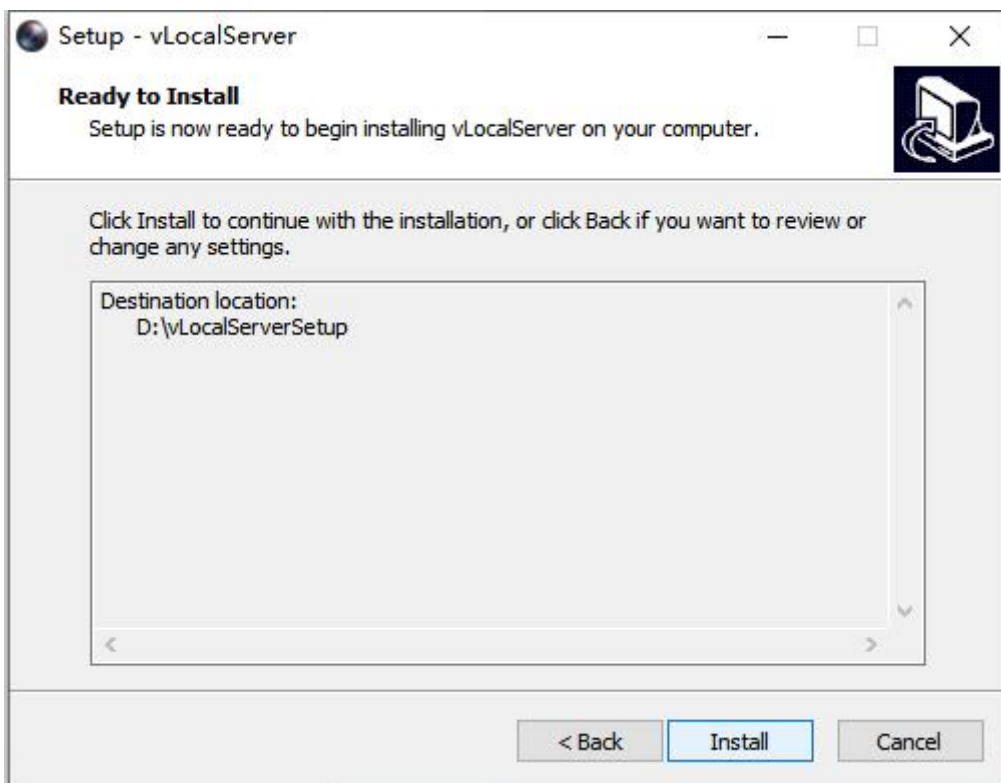 Setup - vLocalServer
Ready to Install
Setup is now ready to begin installing vLocalServer on your computer.
Click Install to continue with the installation, or click Back if you want to review or
change any settings.
Destination location:
D:\vLocalServerSetup
< Back
Install
Cancel